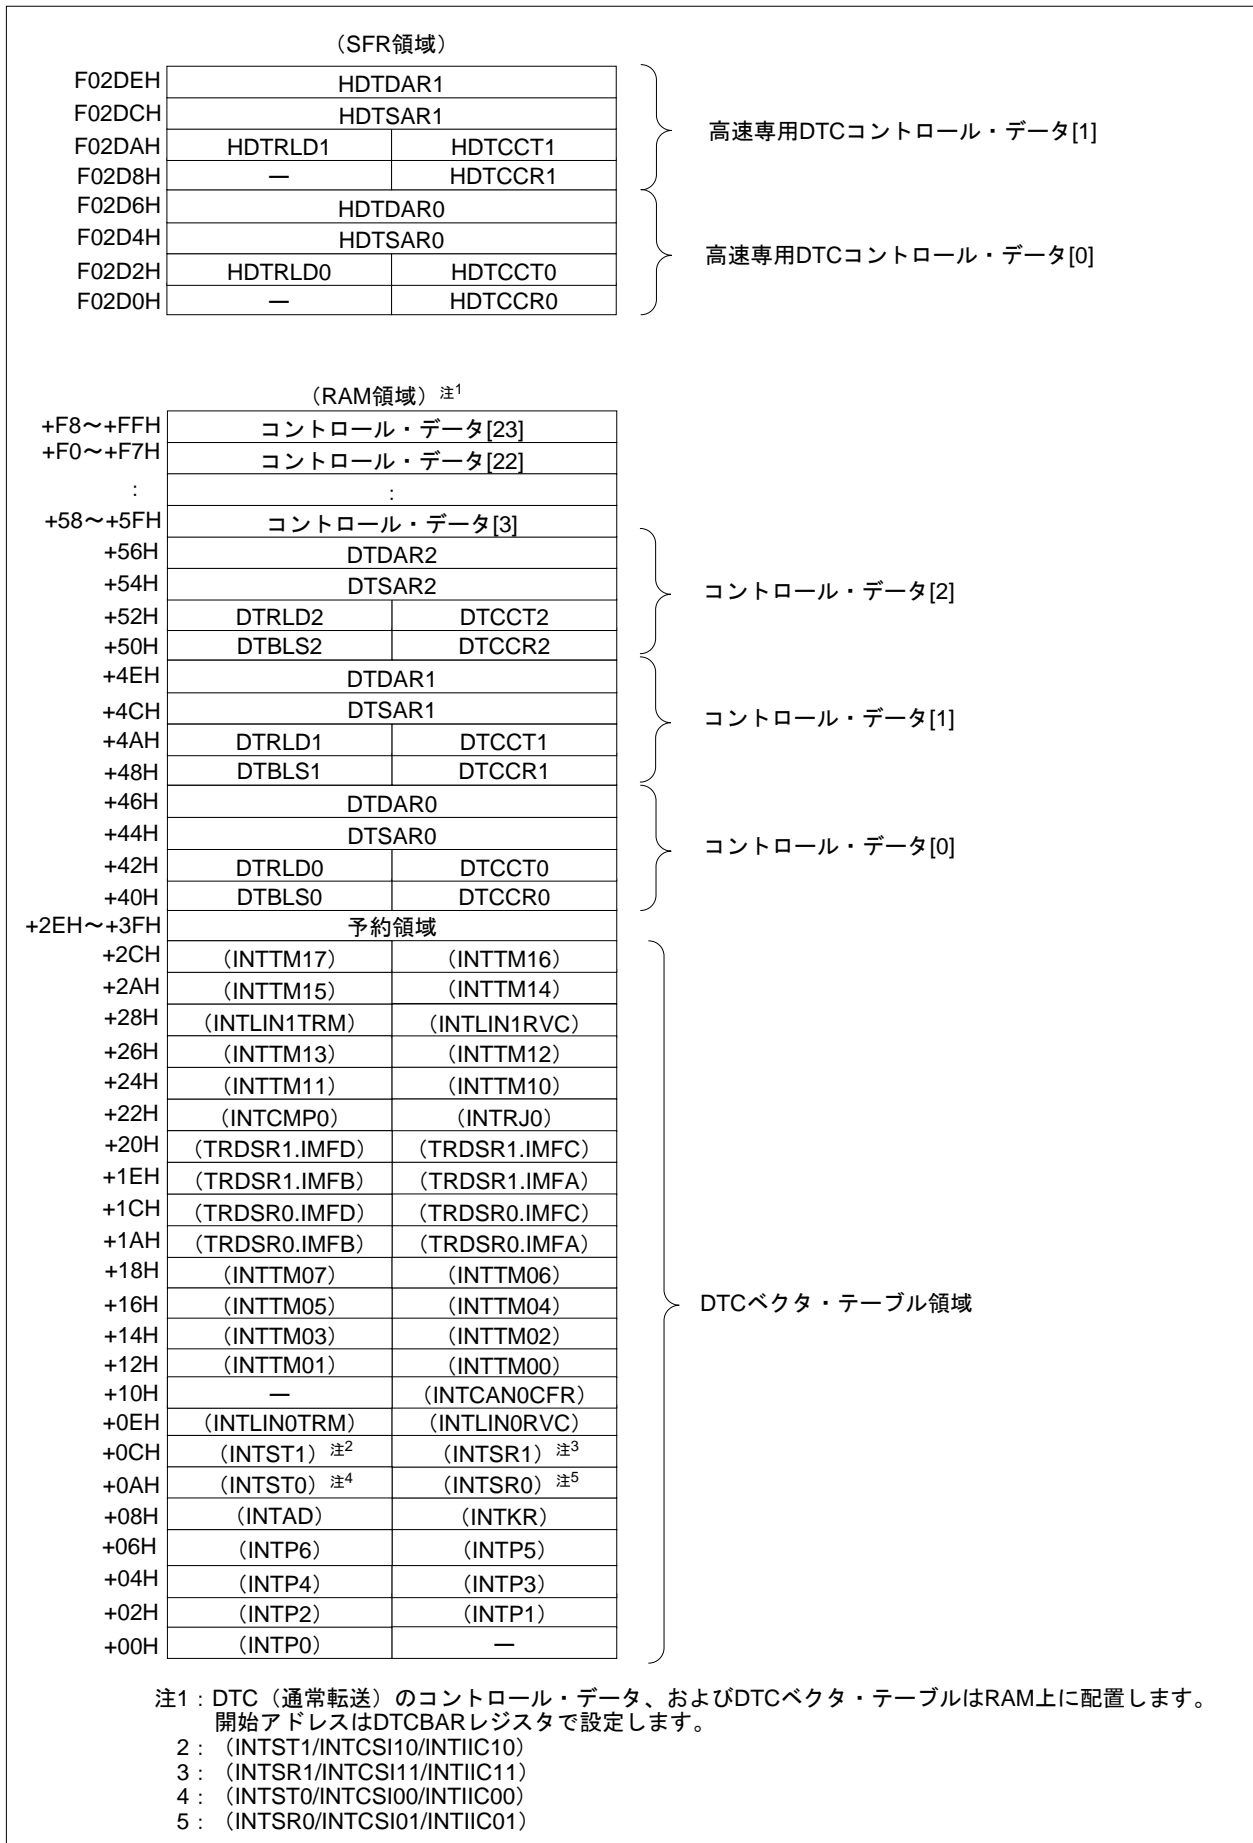 （SFR領域）
F02DEH HDTDAR1
F02DCH HDTSAR1
F02DAH HDTRLD1 HDTCCT1
F02D8H ー HDTCCR1
高速専用DTCコントロール・データ[1]
F02D6H HDTDAR0
F02D4H HDTSAR0
F02D2H HDTRLD0 HDTCCT0
F02D0H ー HDTCCR0
高速専用DTCコントロール・データ[0]
（RAM領域）注1
+F8～+FFH コントロール・データ[23]
+F0～+F7H コントロール・データ[22]
: :
+58～+5FH コントロール・データ[3]
+56H DTDAR2
+54H DTSAR2
+52H DTRLD2 DTCCT2
+50H DTBLS2 DTCCR2
コントロール・データ[2]
+4EH DTDAR1
+4CH DTSAR1
+4AH DTRLD1 DTCCT1
+48H DTBLS1 DTCCR1
コントロール・データ[1]
+46H DTDAR0
+44H DTSAR0
+42H DTRLD0 DTCCT0
+40H DTBLS0 DTCCR0
コントロール・データ[0]
+2EH～+3FH 予約領域
+2CH （INTTM17） （INTTM16）
+2AH （INTTM15） （INTTM14）
+28H （INTLIN1TRM） （INTLIN1RVC）
+26H （INTTM13） （INTTM12）
+24H （INTTM11） （INTTM10）
+22H （INTCMP0） （INTRJ0）
+20H （TRDSR1.IMFD） （TRDSR1.IMFC）
+1EH （TRDSR1.IMFB） （TRDSR1.IMFA）
+1CH （TRDSR0.IMFD） （TRDSR0.IMFC）
+1AH （TRDSR0.IMFB） （TRDSR0.IMFA）
+18H （INTTM07） （INTTM06）
+16H （INTTM05） （INTTM04）
DTCベクタ・テーブル領域
+14H （INTTM03） （INTTM02）
+12H （INTTM01） （INTTM00）
+10H ー （INTCAN0CFR）
+0EH （INTLIN0TRM） （INTLIN0RVC）
+0CH （INTST1）注2 （INTSR1）注3
+0AH （INTST0）注4 （INTSR0）注5
+08H （INTAD） （INTKR）
+06H （INTP6） （INTP5）
+04H （INTP4） （INTP3）
+02H （INTP2） （INTP1）
+00H （INTP0） ー
注1：DTC（通常転送）のコントロール・データ、およびDTCベクタ・テーブルはRAM上に配置します。
開始アドレスはDTCBARレジスタで設定します。
2：（INTST1/INTCSI10/INTIIC10）
3：（INTSR1/INTCSI11/INTIIC11）
4：（INTST0/INTCSI00/INTIIC00）
5：（INTSR0/INTCSI01/INTIIC01）